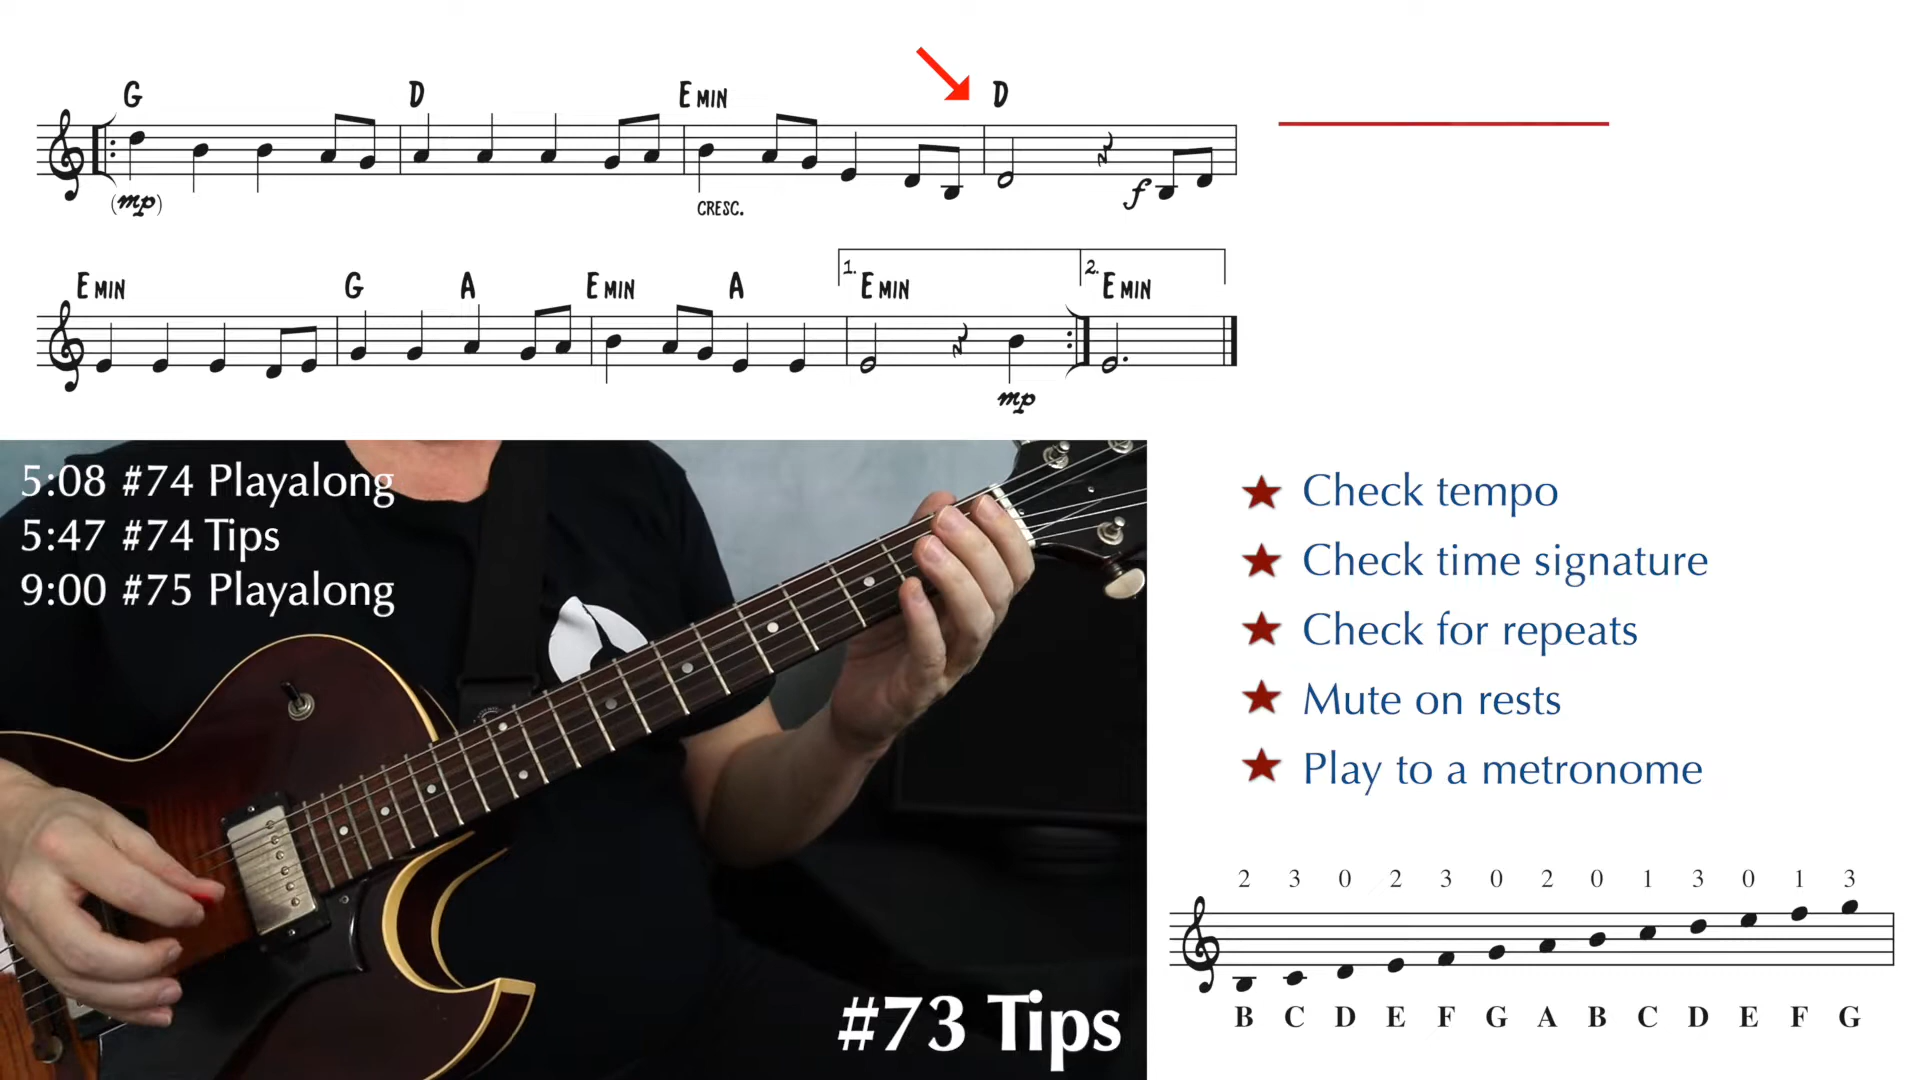 G D E MIN D
(mp) CRESC. f
1. 2.
E MIN G A E MIN A E MIN E MIN
mp
5:08 #74 Playalong
5:47 #74 Tips
9:00 #75 Playalong
#73 Tips
★ Check tempo
★ Check time signature
★ Check for repeats
★ Mute on rests
★ Play to a metronome
2 3 0 2 3 0 2 0 1 3 0 1 3
B C D E F G A B C D E F G